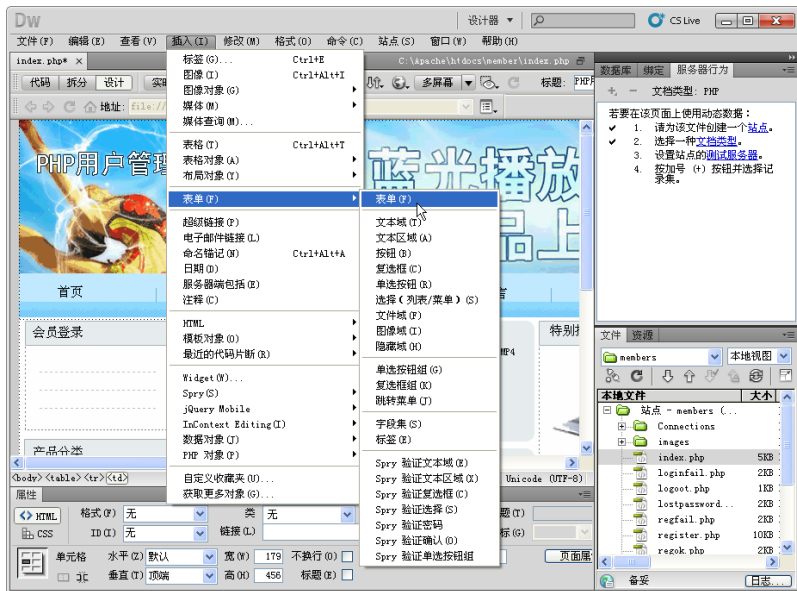 Dw
设计器
CS Live
文件(F) 编辑(E) 查看(V) 插入(I) 修改(M) 格式(O) 命令(C) 站点(S) 窗口(W) 帮助(H)
index.php*
C:\Apache\htdocs\member\index.php
代码 拆分 设计
多屏幕
标题:
地址: file://
标签(G)... Ctrl+E
图像(I) Ctrl+Alt+I
图像对象(G)
媒体(M)
媒体查询(M)...
表格(T) Ctrl+Alt+T
表格对象(A)
布局对象(Y)
表单(F)
超级链接(P)
电子邮件链接(L)
命名锚记(N) Ctrl+Alt+A
日期(D)
服务器端包括(E)
注释(C)
HTML
模板对象(O)
最近的代码片断(R)
Widget(W)...
Spry(S)
jQuery Mobile
InContext Editing(I)
数据对象(J)
PHP 对象(P)
自定义收藏夹(U)...
获取更多对象(G)...
表单(F)
文本域(T)
文本区域(A)
按钮(B)
复选框(C)
单选按钮(R)
选择(列表/菜单)(S)
文件域(F)
图像域(I)
隐藏域(H)
单选按钮组(G)
复选框组(K)
跳转菜单(J)
字段集(S)
标签(E)
Spry 验证文本域(E)
Spry 验证文本区域(X)
Spry 验证复选框(C)
Spry 验证选择(S)
Spry 验证密码
Spry 验证确认(O)
Spry 验证单选按钮组
PHP用户管
蓝光播放
品上
首页
会员登录
特别
MP4
产品分类
<body><table><tr><td>
Unicode (UTF-8)
属性
HTML 格式(F) 无 类 无
CSS ID(I) 无 链接(L)
单元格 水平(Z) 默认 宽(W) 179 不换行(O)
垂直(T) 顶端 高(H) 456 标题(E)
数据库 绑定 服务器行为
文档类型: PHP
若要在该页面上使用动态数据:
1. 请为该文件创建一个站点。
2. 选择一种文档类型。
3. 设置站点的测试服务器。
4. 按加号 (+) 按钮并选择记
录集。
文件 资源
members 本地视图
本地文件 大小
站点 - members (...
Connections
images
index.php 5KB
loginfail.php 2KB
logoot.php 1KB
lostpassword... 2KB
regfail.php 2KB
register.php 10KB
regok.php 2KB
备妥 日志...